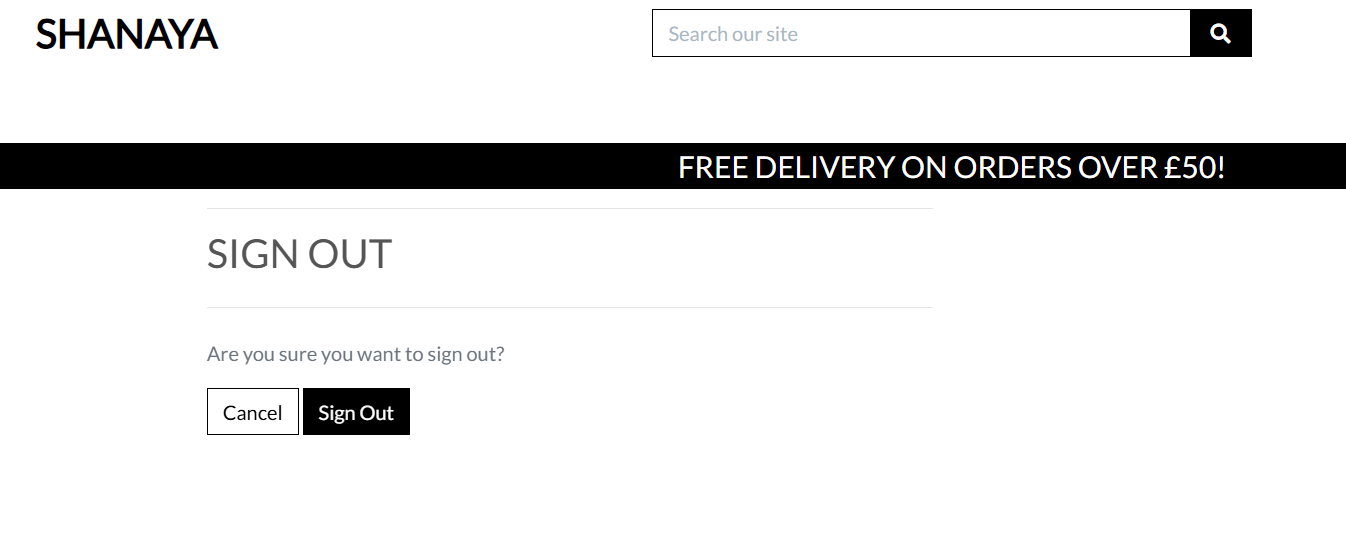 SHANAYA
Search our site
FREE DELIVERY ON ORDERS OVER £50!
SIGN OUT
Are you sure you want to sign out?
Cancel Sign Out